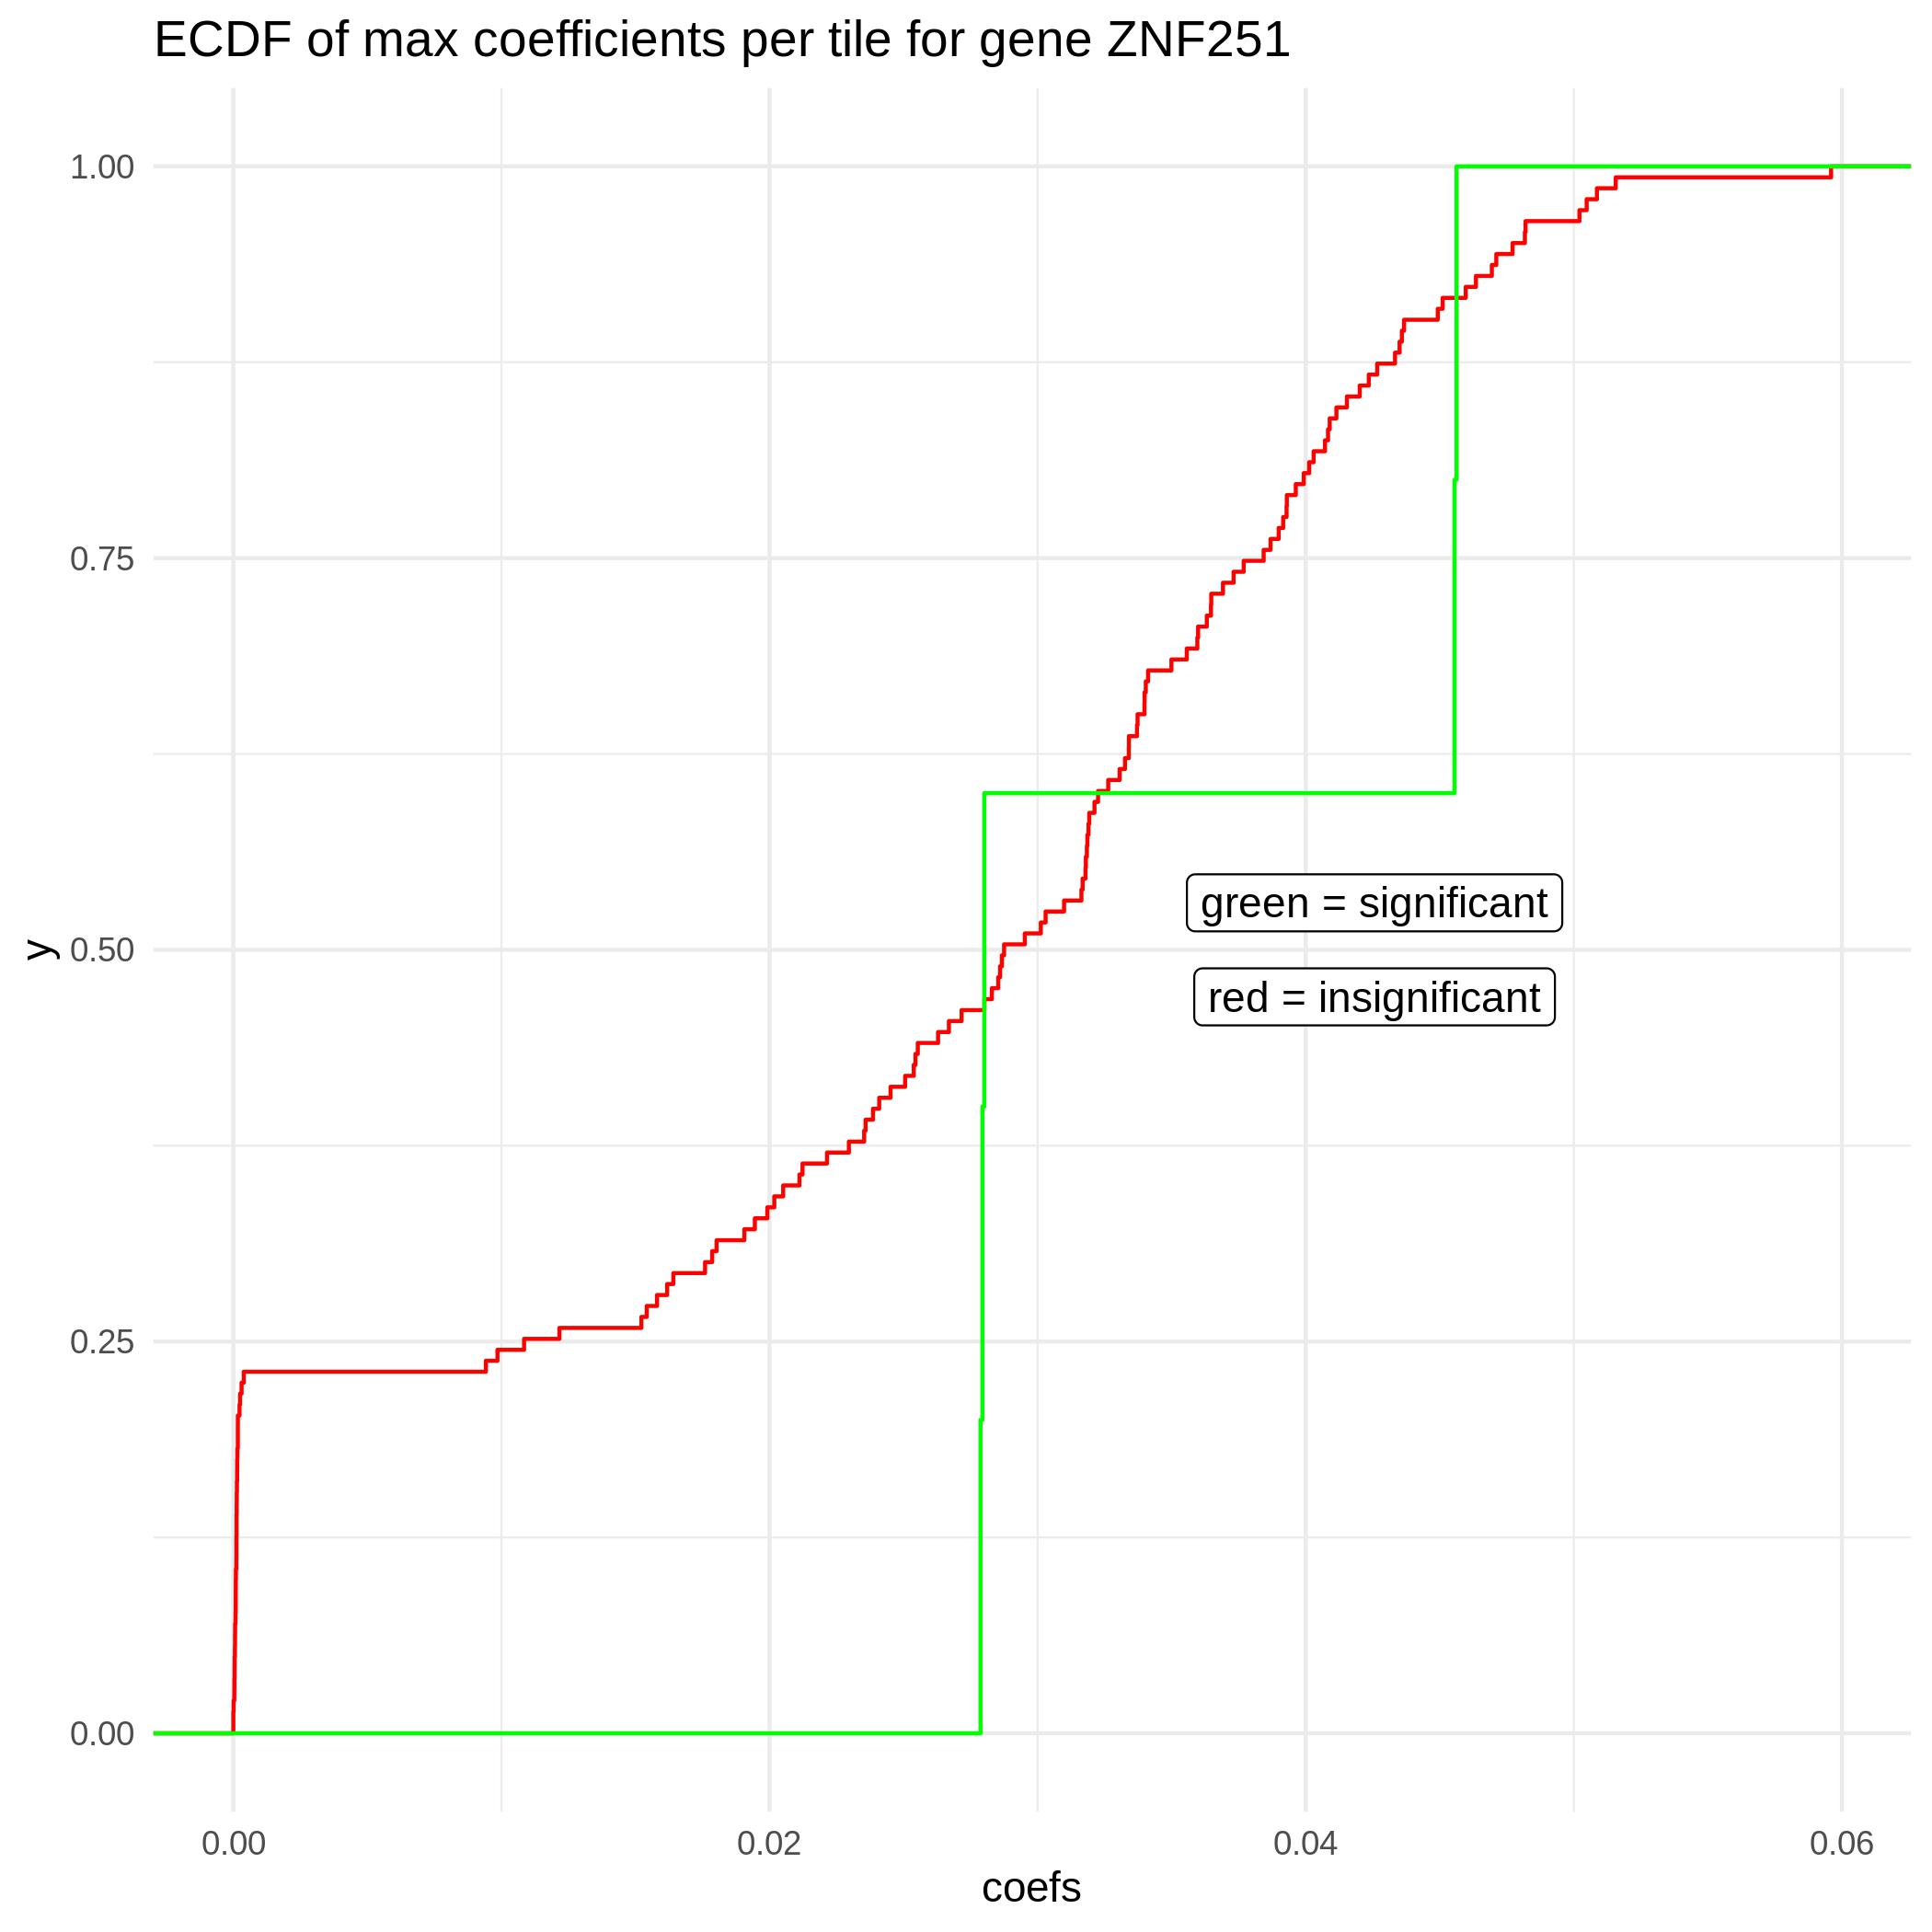 ECDF of max coefficients per tile for gene ZNF251
1.00
0.75
0.50
0.25
0.00
y
green = significant
red = insignificant
0.00 0.02 0.04 0.06
coefs